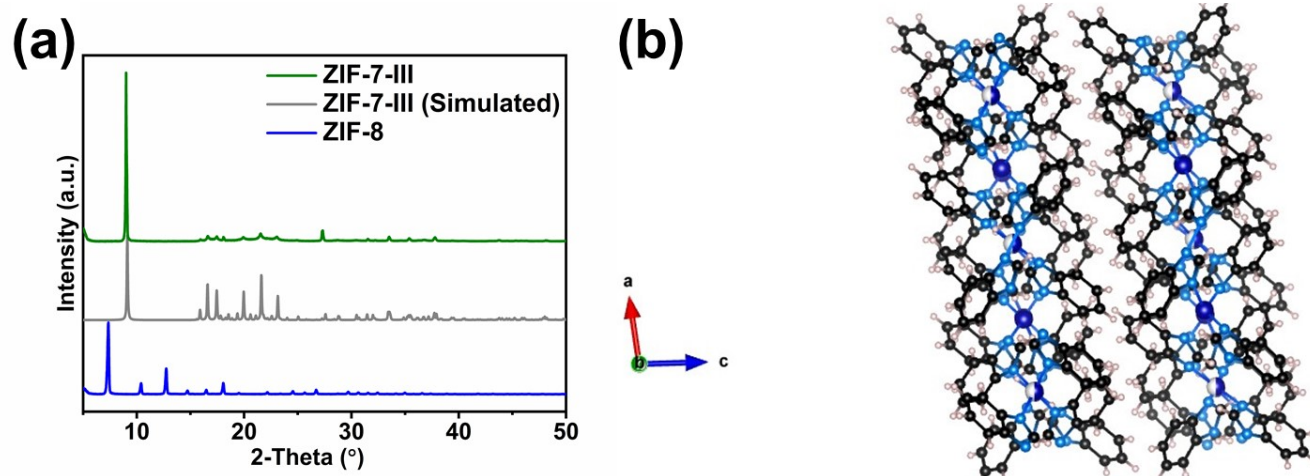 (a)
ZIF-7-III
ZIF-7-III (Simulated)
ZIF-8
Intensity (a.u.)
10 20 30 40 50
2-Theta (°)
(b)
a
b
c